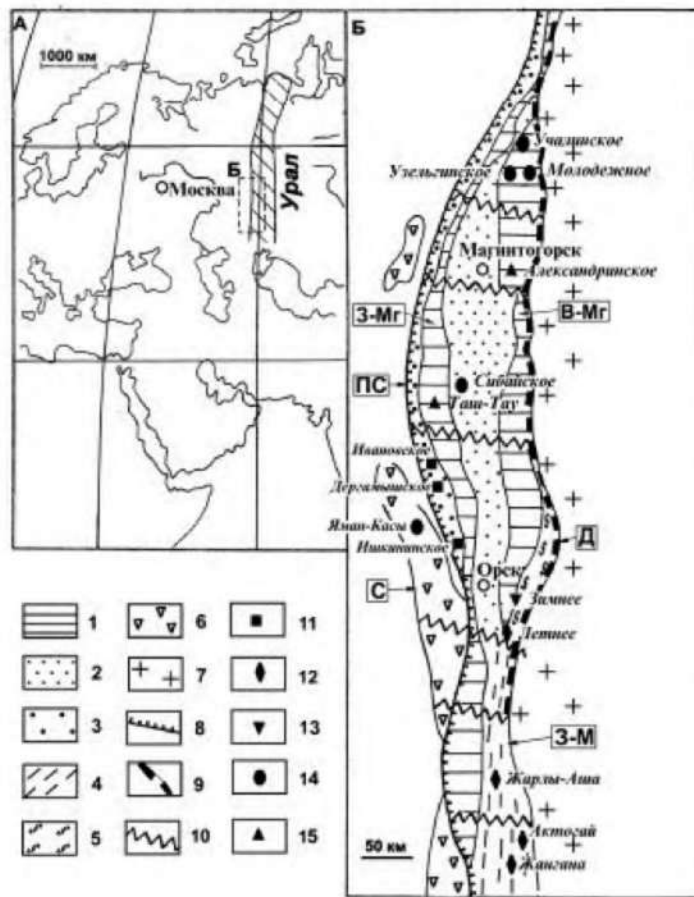 А
1000 км
Б
Москва
Урал
Б
Учалинское
Узельгинское
Молодежное
Магнитогорск
Александринское
З-Мг
В-Мг
ПС
Сибайское
Таш-Тау
Ивановское
Дергамышское
Яман-Касы
Ишкининское
Д
С
Орск
Зимнее
Летнее
З-М
Жарлы-Аша
Актогай
Жангана
50 км
1 6 11
2 7 12
3 8 13
4 9 14
5 10 15